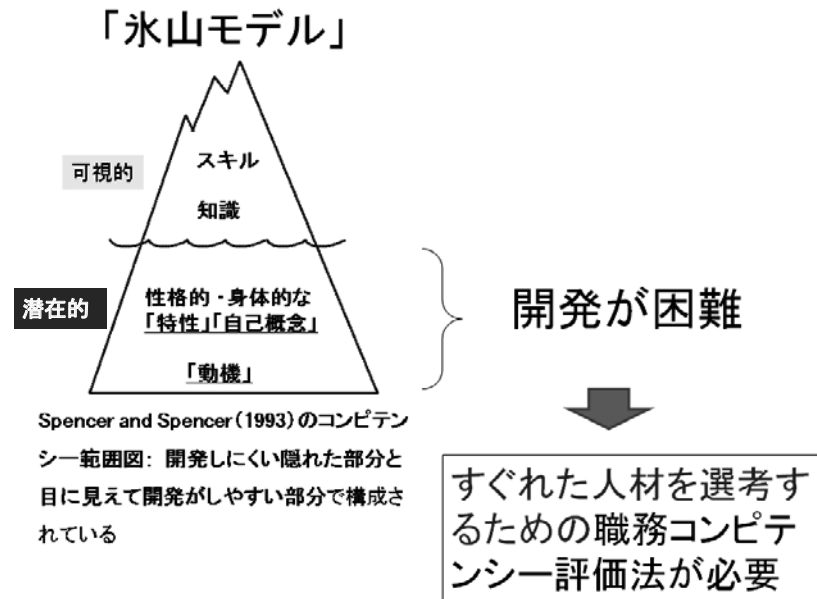 「氷山モデル」
可視的
スキル
知識
潜在的
性格的・身体的な
「特性」「自己概念」
「動機」
開発が困難
Spencer and Spencer(1993)のコンピテン
シー範囲図: 開発しにくい隠れた部分と
目に見えて開発がしやすい部分で構成さ
れている
すぐれた人材を選考す
るための職務コンピテ
ンシー評価法が必要